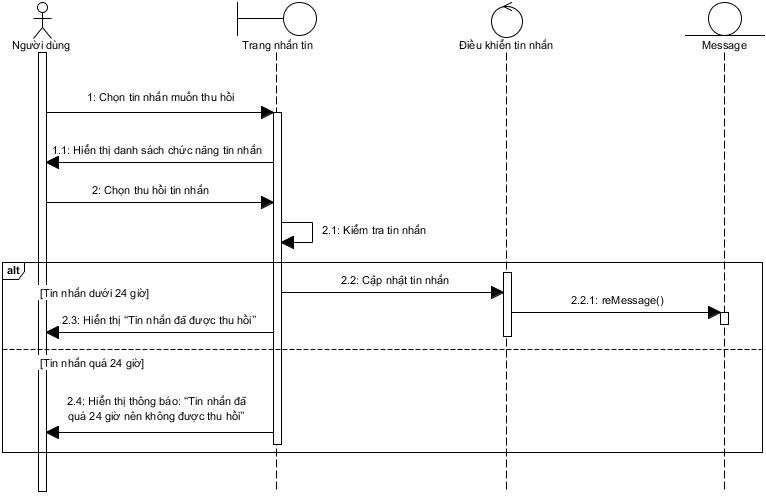 Người dùng
Trang nhắn tin
Điều khiển tin nhắn
Message
1: Chọn tin nhắn muốn thu hồi
1.1: Hiển thị danh sách chức năng tin nhắn
2: Chọn thu hồi tin nhắn
2.1: Kiểm tra tin nhắn
alt
2.2: Cập nhật tin nhắn
[Tin nhắn dưới 24 giờ]
2.2.1: reMessage()
2.3: Hiển thị “Tin nhắn đã được thu hồi”
[Tin nhắn quá 24 giờ]
2.4: Hiển thị thông báo: “Tin nhắn đã
quá 24 giờ nên không được thu hồi”